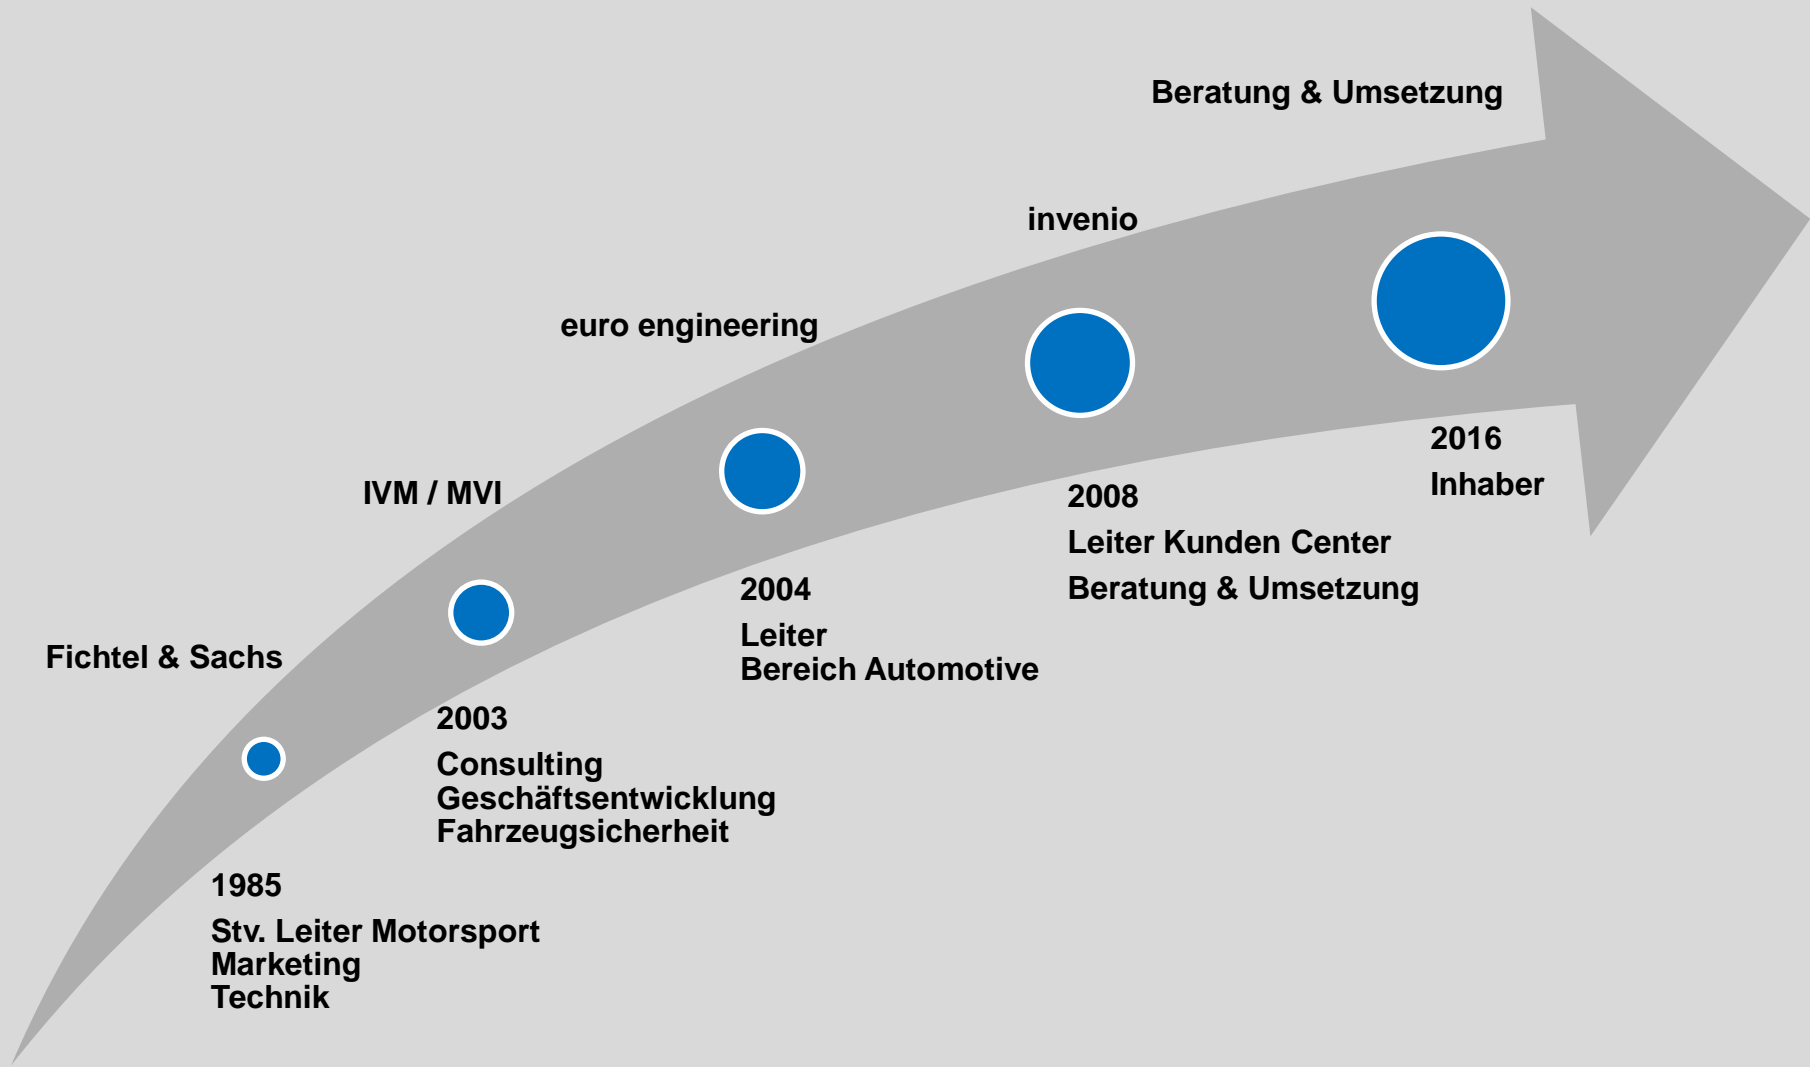 Fichtel & Sachs
1985
Stv. Leiter Motorsport
Marketing
Technik
IVM / MVI
2003
Consulting
Geschäftsentwicklung
Fahrzeugsicherheit
euro engineering
2004
Leiter
Bereich Automotive
invenio
2008
Leiter Kunden Center
Beratung & Umsetzung
Beratung & Umsetzung
2016
Inhaber